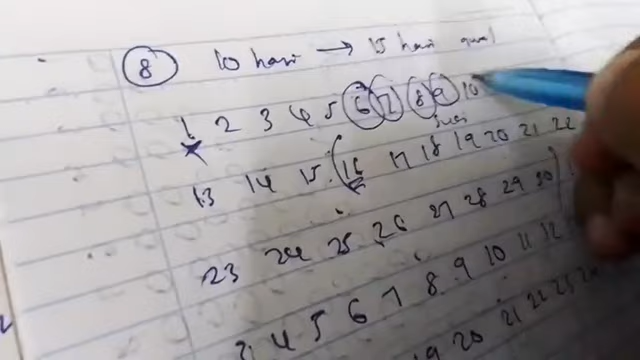 8 10 hari → 15 hari
1 2 3 4 5 6 7 8 9 10
suci
13 14 15 (16 17 18 19 20 21 22
23 24 25 26 27 28 29 30)
4 5 6 7 8 9 10 11 12
19 20 21 22 23